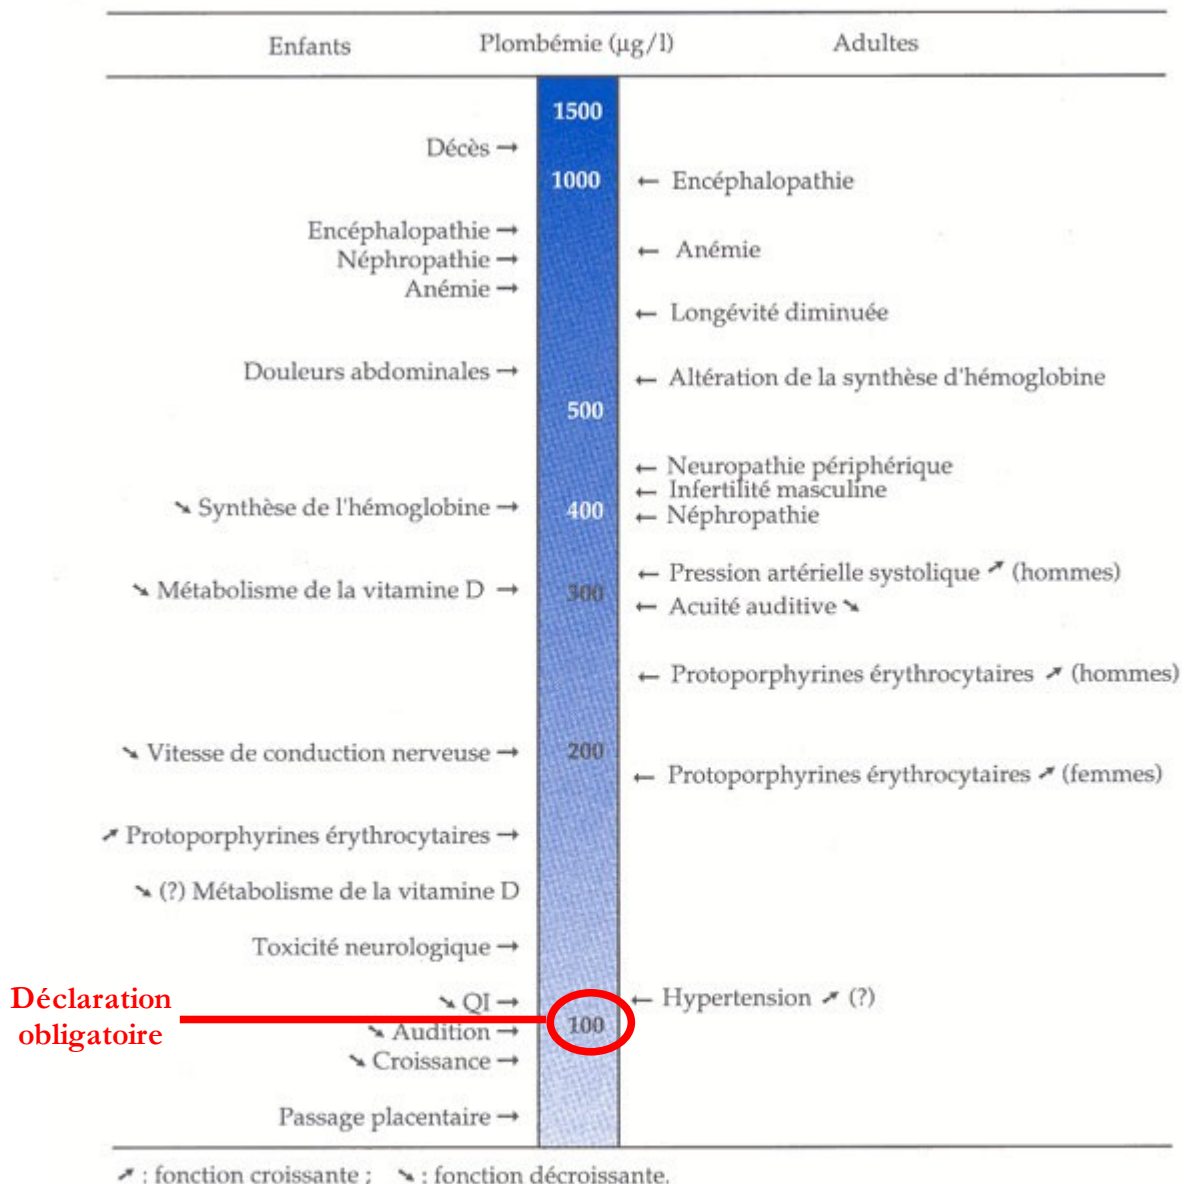 Enfants Plombémie (µg/l) Adultes
1500
Décès →
1000 ← Encéphalopathie
Encéphalopathie →
← Anémie
Néphropathie →
Anémie →
← Longévité diminuée
Douleurs abdominales →
← Altération de la synthèse d'hémoglobine
500
← Neuropathie périphérique
← Infertilité masculine
↘ Synthèse de l'hémoglobine → 400
← Néphropathie
← Pression artérielle systolique ↗ (hommes)
↘ Métabolisme de la vitamine D → 300
← Acuité auditive ↘
← Protoporphyrines érythrocytaires ↗ (hommes)
↘ Vitesse de conduction nerveuse → 200
← Protoporphyrines érythrocytaires ↗ (femmes)
↗ Protoporphyrines érythrocytaires →
↘ (?) Métabolisme de la vitamine D
Toxicité neurologique →
↘ QI → ← Hypertension ↗ (?)
Déclaration
obligatoire
100
↘ Audition →
↘ Croissance →
Passage placentaire →
↗ : fonction croissante ; ↘ : fonction décroissante.